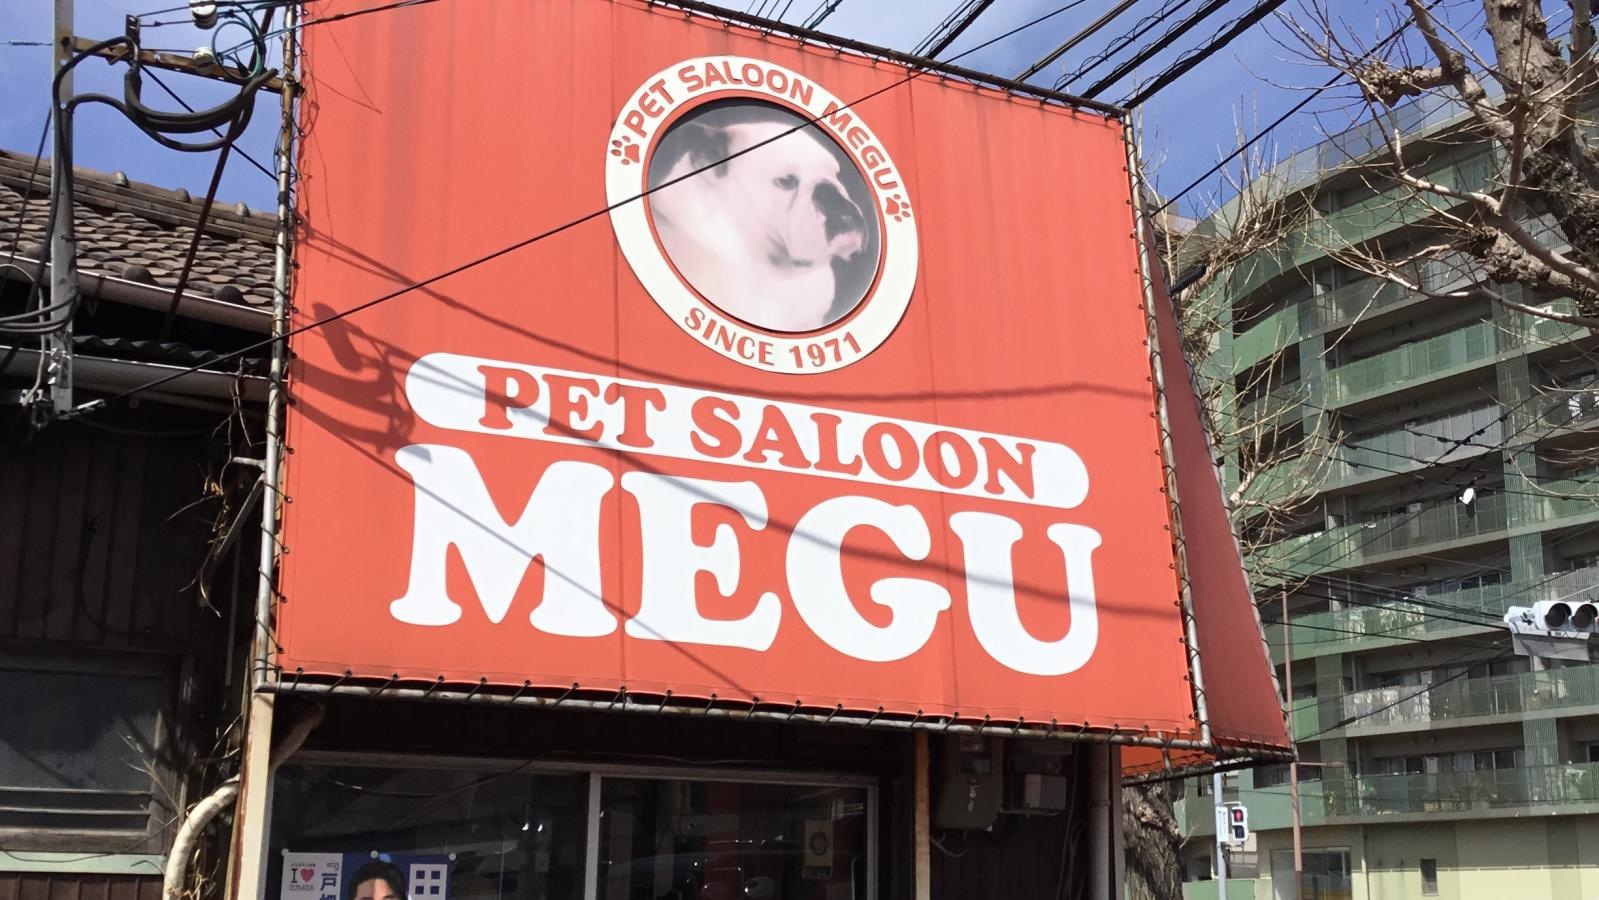 PET SALOON MEGU
SINCE 1971
PET SALOON
MEGU
I